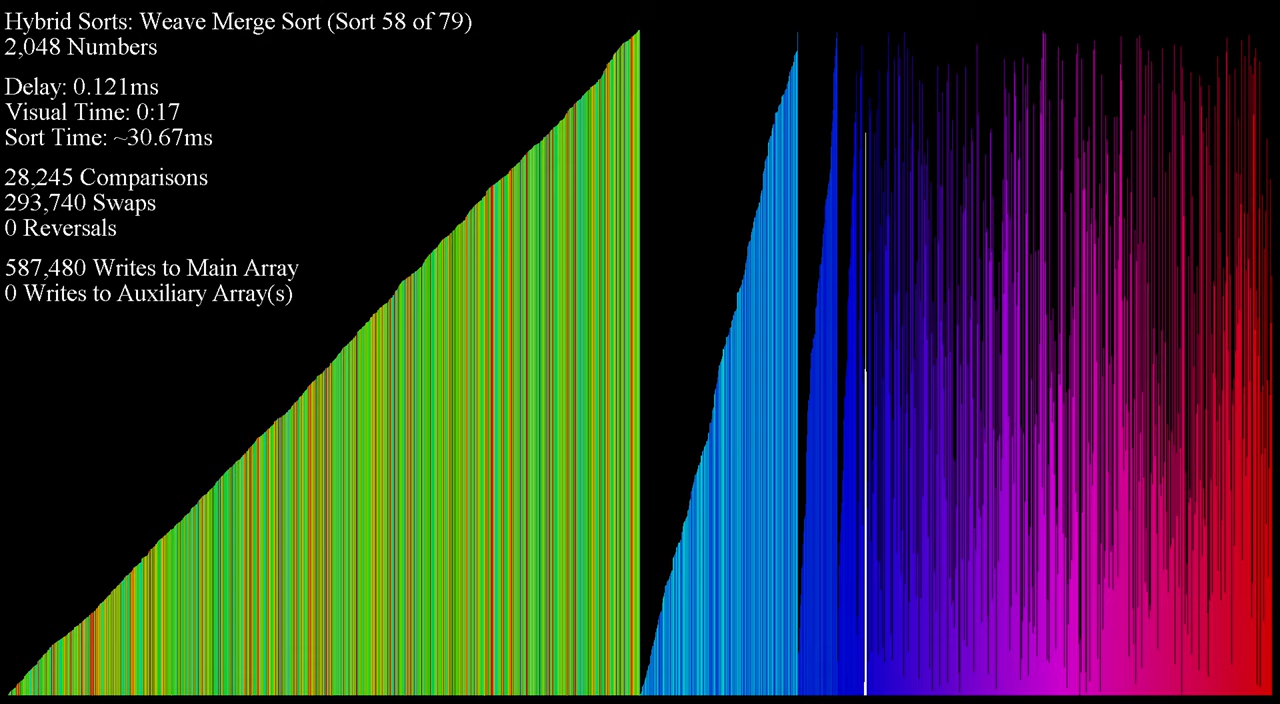 Hybrid Sorts: Weave Merge Sort (Sort 58 of 79)
2,048 Numbers
Delay: 0.121ms
Visual Time: 0:17
Sort Time: ~30.67ms
28,245 Comparisons
293,740 Swaps
0 Reversals
587,480 Writes to Main Array
0 Writes to Auxiliary Array(s)